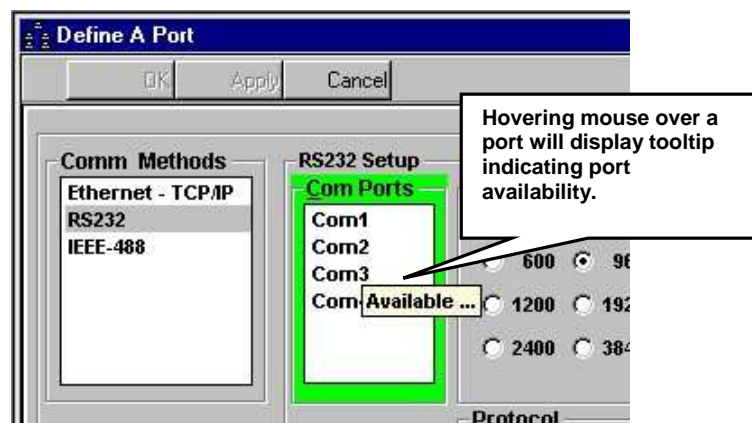 Define A Port
OK Apply Cancel
Hovering mouse over a
port will display tooltip
indicating port
availability.
Comm Methods
Ethernet - TCP/IP
RS232
IEEE-488
RS232 Setup
Com Ports
Com1
Com2
Com3
Com
Available ...
600
1200
2400
Protocol